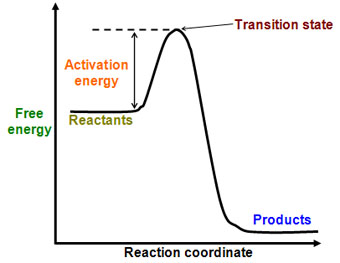 Transition state
Activation
energy
Free
energy
Reactants
Products
Reaction coordinate